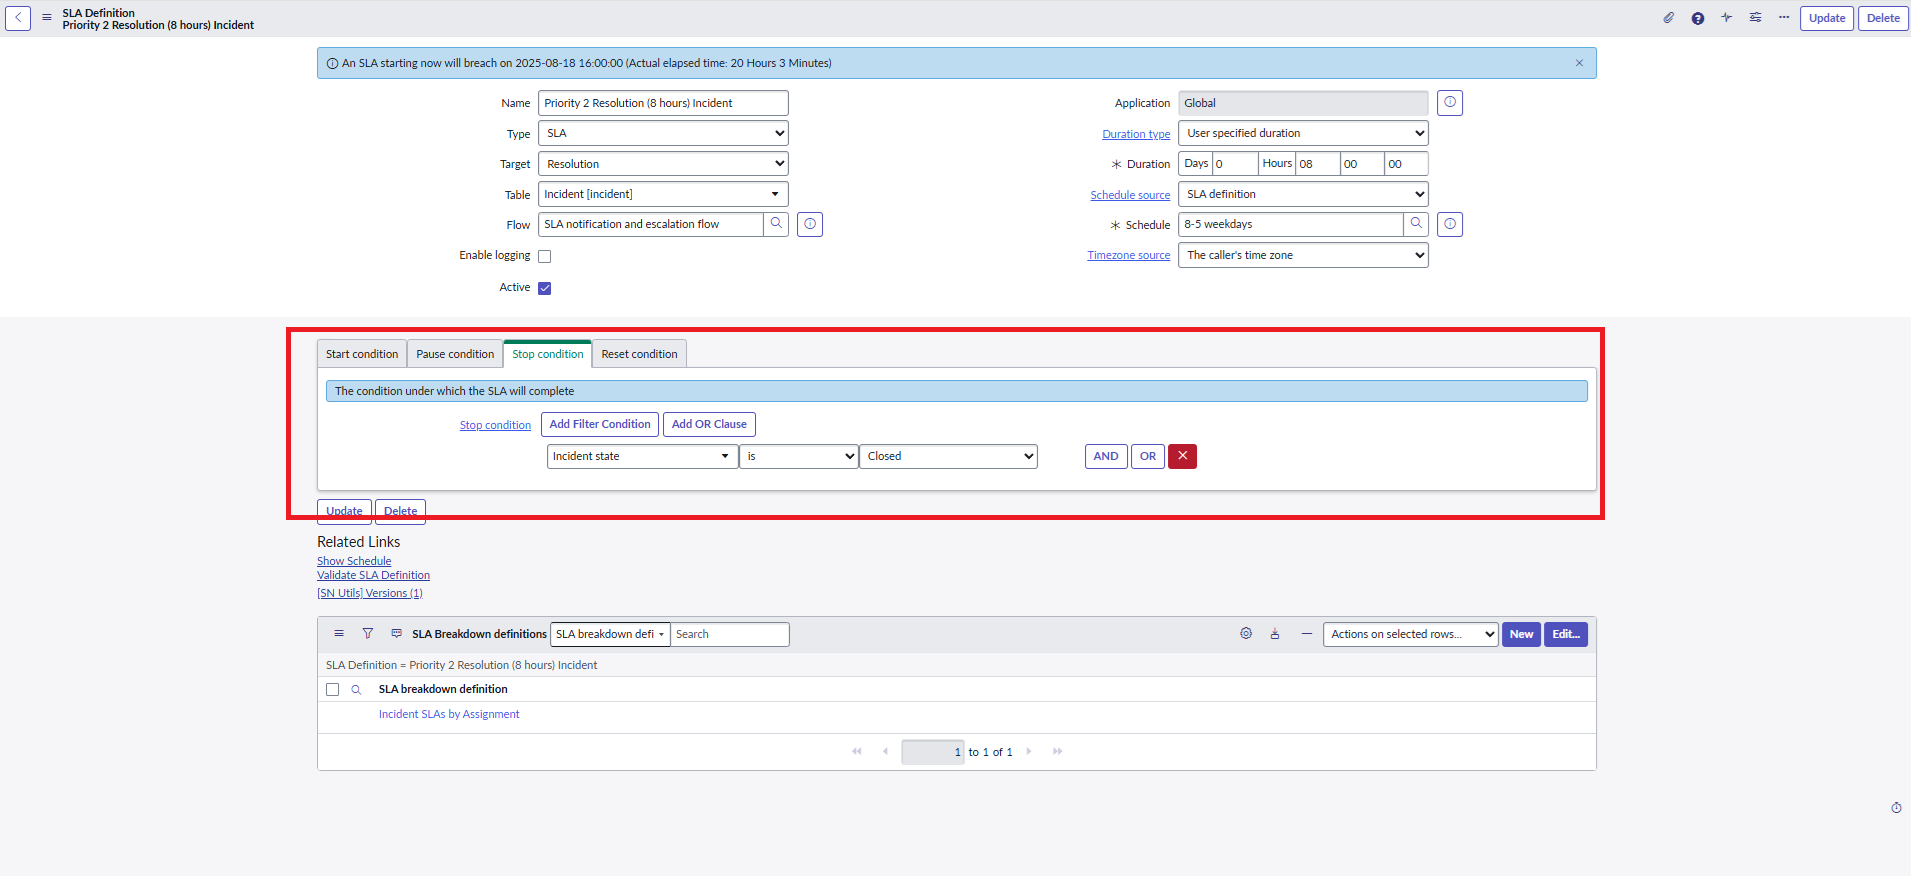 SLA Definition
Priority 2 Resolution (8 hours) Incident
Update
Delete
An SLA starting now will breach on 2025-08-18 16:00:00 (Actual elapsed time: 20 Hours 3 Minutes)
Name Priority 2 Resolution (8 hours) Incident
Type SLA
Target Resolution
Table Incident [incident]
Flow SLA notification and escalation flow
Enable logging
Active
Application Global
Duration type User specified duration
Duration Days 0 Hours 08 00 00
Schedule source SLA definition
Schedule 8-5 weekdays
Timezone source The caller's time zone
Start condition Pause condition Stop condition Reset condition
The condition under which the SLA will complete
Stop condition Add Filter Condition Add OR Clause
Incident state is Closed AND OR
Update Delete
Related Links
Show Schedule
Validate SLA Definition
[SN Utils] Versions (1)
SLA Breakdown definitions SLA breakdown defi Search Actions on selected rows... New Edit...
SLA Definition = Priority 2 Resolution (8 hours) Incident
SLA breakdown definition
Incident SLAs by Assignment
1 to 1 of 1